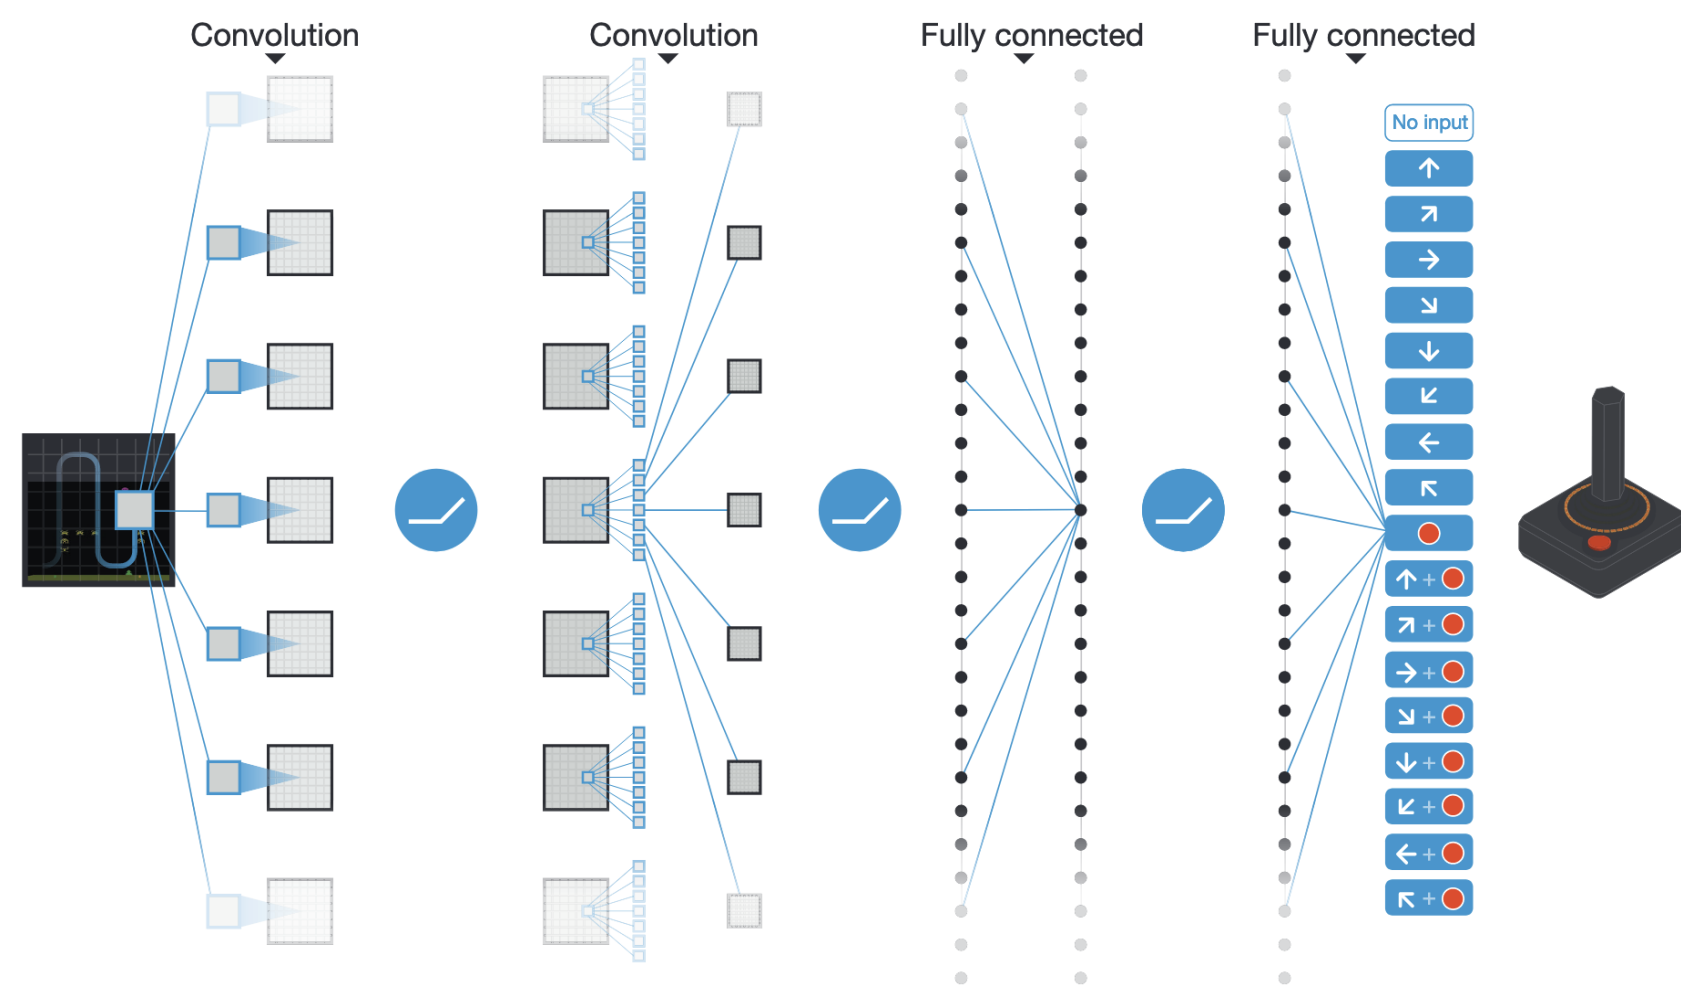 Convolution
Convolution
Fully connected
Fully connected
No input
+
+
+
+
+
+
+
+